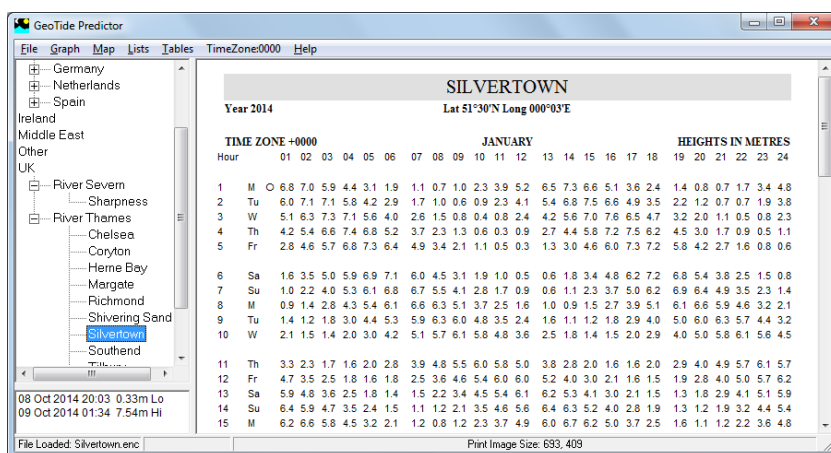 GeoTide Predictor
File Graph Map Lists Tables TimeZone:0000 Help
Germany
Netherlands
Spain
Ireland
Middle East
Other
UK
River Severn
Sharpness
River Thames
Chelsea
Coryton
Herne Bay
Margate
Richmond
Shivering Sand
Silvertown
Southend
08 Oct 2014 20:03 0.33m Lo
09 Oct 2014 01:34 7.54m Hi
SILVERTOWN
Year 2014 Lat 51°30'N Long 000°03'E
TIME ZONE +0000 JANUARY HEIGHTS IN METRES
Hour 01 02 03 04 05 06 07 08 09 10 11 12 13 14 15 16 17 18 19 20 21 22 23 24
1 M O 6.8 7.0 5.9 4.4 3.1 1.9 1.1 0.7 1.0 2.3 3.9 5.2 6.5 7.3 6.6 5.1 3.6 2.4 1.4 0.8 0.7 1.7 3.4 4.8
2 Tu 6.0 7.1 7.1 5.8 4.2 2.9 1.7 1.0 0.6 0.9 2.3 4.1 5.4 6.8 7.5 6.6 4.9 3.5 2.2 1.2 0.7 0.7 1.9 3.8
3 W 5.1 6.3 7.3 7.1 5.6 4.0 2.6 1.5 0.8 0.4 0.8 2.4 4.2 5.6 7.0 7.6 6.5 4.7 3.2 2.0 1.1 0.5 0.8 2.3
4 Th 4.2 5.4 6.6 7.4 6.8 5.2 3.7 2.3 1.3 0.6 0.3 0.9 2.7 4.4 5.8 7.2 7.5 6.2 4.5 3.0 1.7 0.9 0.5 1.1
5 Fr 2.8 4.6 5.7 6.8 7.3 6.4 4.9 3.4 2.1 1.1 0.5 0.3 1.3 3.0 4.6 6.0 7.3 7.2 5.8 4.2 2.7 1.6 0.8 0.6
6 Sa 1.6 3.5 5.0 5.9 6.9 7.1 6.0 4.5 3.1 1.9 1.0 0.5 0.6 1.8 3.4 4.8 6.2 7.2 6.8 5.4 3.8 2.5 1.5 0.8
7 Su 1.0 2.2 4.0 5.3 6.1 6.8 6.7 5.5 4.1 2.8 1.7 0.9 0.6 1.1 2.3 3.7 5.0 6.2 6.9 6.4 4.9 3.5 2.3 1.4
8 M 0.9 1.4 2.8 4.3 5.4 6.1 6.6 6.3 5.1 3.7 2.5 1.6 1.0 0.9 1.5 2.7 3.9 5.1 6.1 6.6 5.9 4.6 3.2 2.1
9 Tu 1.4 1.2 1.8 3.0 4.4 5.3 5.9 6.3 6.0 4.8 3.5 2.4 1.6 1.1 1.2 1.8 2.9 4.0 5.0 6.0 6.3 5.7 4.4 3.2
10 W 2.1 1.5 1.4 2.0 3.0 4.2 5.1 5.7 6.1 5.8 4.8 3.6 2.5 1.8 1.4 1.5 2.0 2.9 4.0 5.0 5.8 6.1 5.6 4.5
11 Th 3.3 2.3 1.7 1.6 2.0 2.8 3.9 4.8 5.5 6.0 5.8 5.0 3.8 2.8 2.0 1.6 1.6 2.0 2.9 4.0 4.9 5.7 6.1 5.7
12 Fr 4.7 3.5 2.5 1.8 1.6 1.8 2.5 3.6 4.6 5.4 6.0 6.0 5.2 4.0 3.0 2.1 1.6 1.5 1.9 2.8 4.0 5.0 5.7 6.2
13 Sa 5.9 4.8 3.6 2.5 1.8 1.4 1.5 2.2 3.4 4.5 5.4 6.1 6.2 5.3 4.1 3.0 2.1 1.5 1.3 1.8 2.9 4.1 5.1 5.9
14 Su 6.4 5.9 4.7 3.5 2.4 1.5 1.1 1.2 2.1 3.5 4.6 5.6 6.4 6.3 5.2 4.0 2.8 1.9 1.3 1.2 1.9 3.2 4.4 5.4
15 M 6.2 6.6 5.8 4.5 3.2 2.1 1.2 0.8 1.2 2.3 3.7 4.9 6.0 6.7 6.2 5.0 3.7 2.5 1.6 1.1 1.2 2.2 3.6 4.8
File Loaded: Silvertown.enc Print Image Size: 693, 409